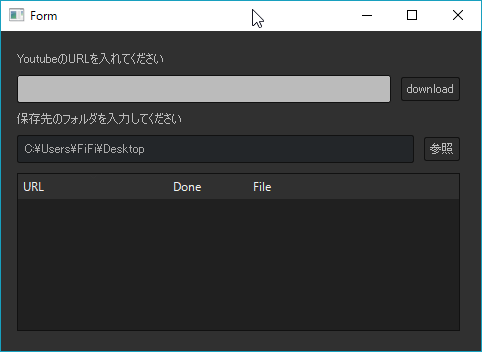 Form
YoutubeのURLを入れてください
download
保存先のフォルダを入力してください
C:¥Users¥FiFi¥Desktop
参照
URL Done File